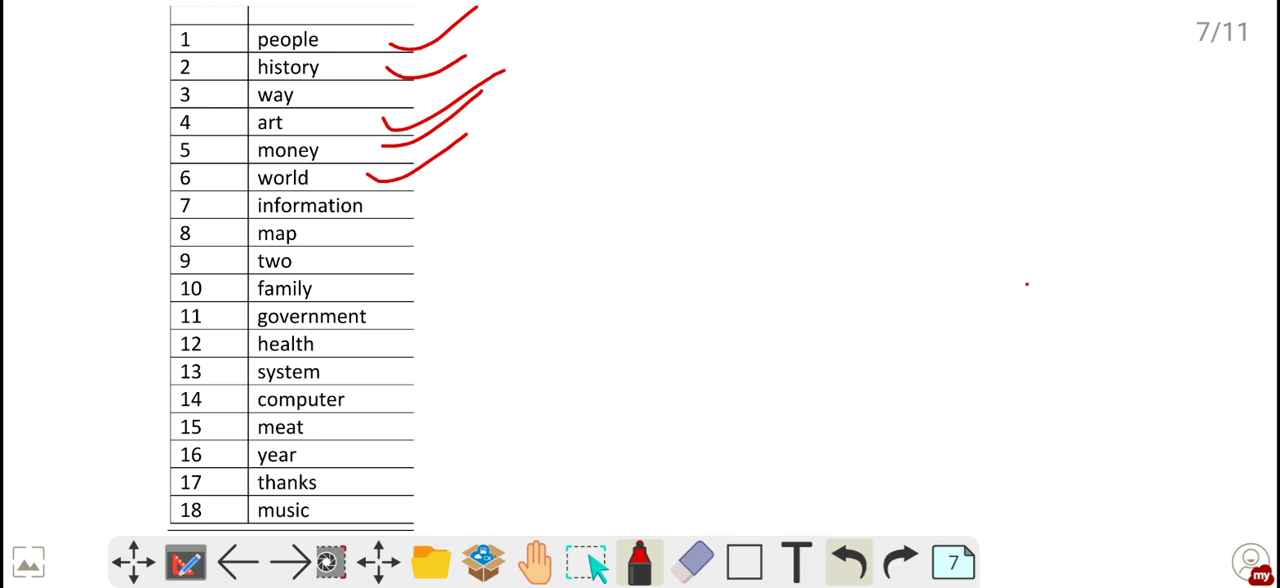 7/11
1 people
2 history
3 way
4 art
5 money
6 world
7 information
8 map
9 two
10 family
11 government
12 health
13 system
14 computer
15 meat
16 year
17 thanks
18 music
T 7
my